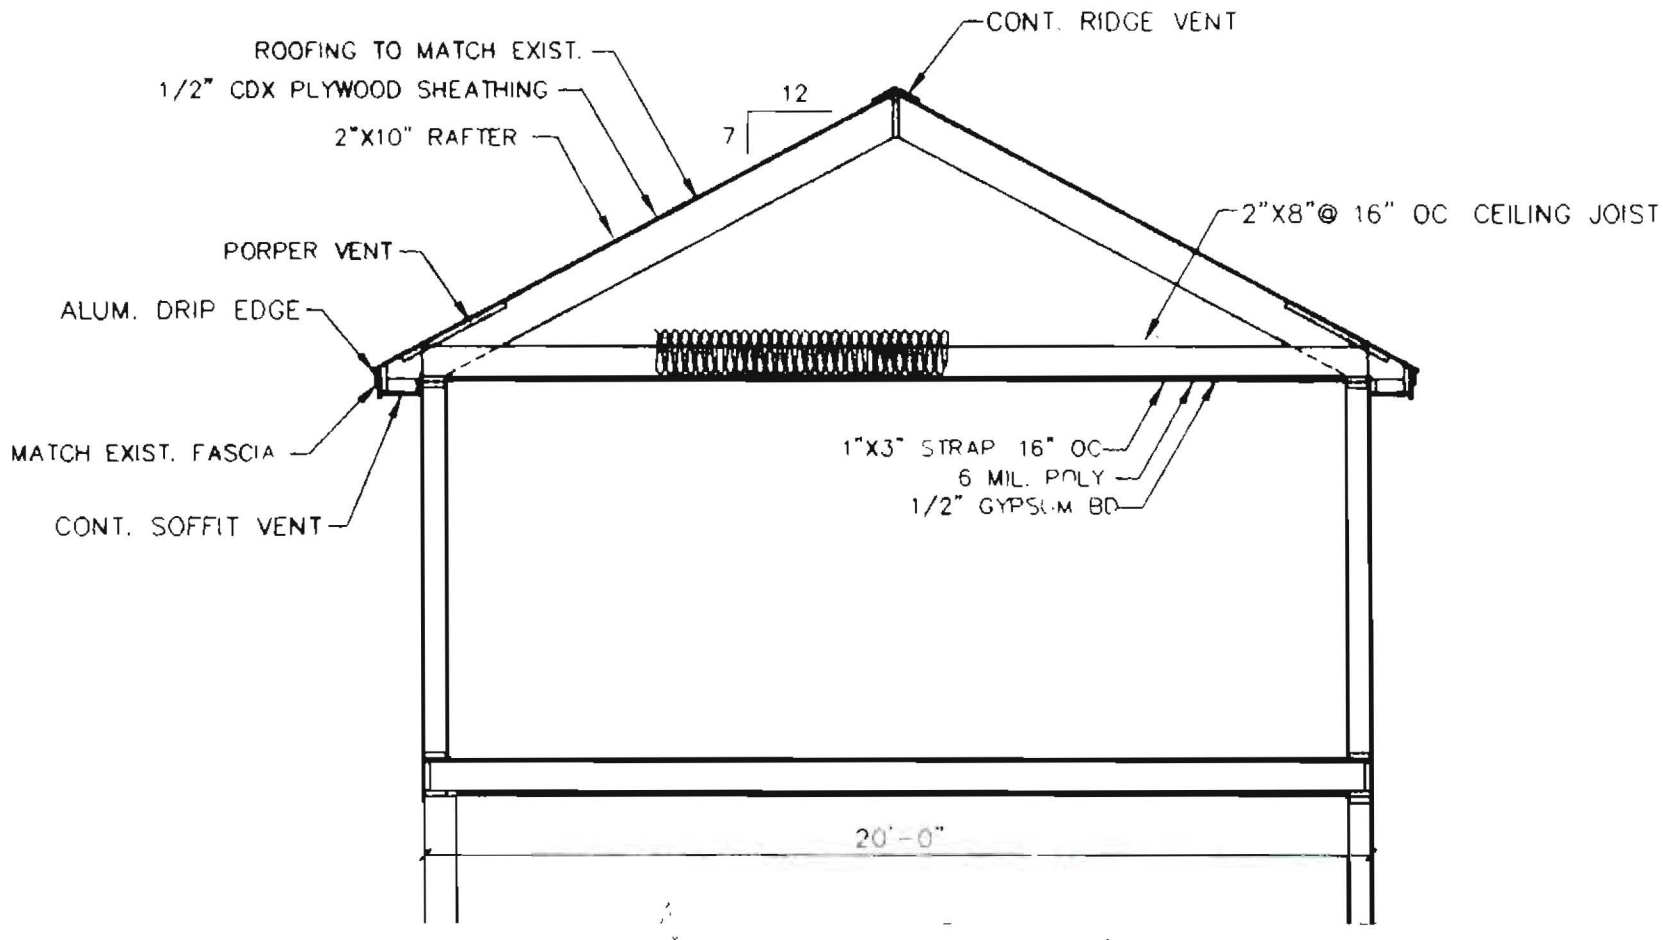 CONT. RIDGE VENT
ROOFING TO MATCH EXIST.
1/2" CDX PLYWOOD SHEATHING
12
7
2"X10" RAFTER
2"X8"@ 16" OC CEILING JOIST
PORPER VENT
ALUM. DRIP EDGE
MATCH EXIST. FASCIA
1"X3" STRAP 16" OC
6 MIL. POLY
1/2" GYPSUM BD
CONT. SOFFIT VENT
20'-0"